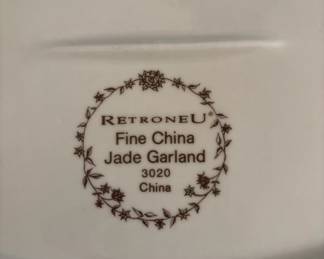 RETRONEU®
Fine China
Jade Garland
3020
China